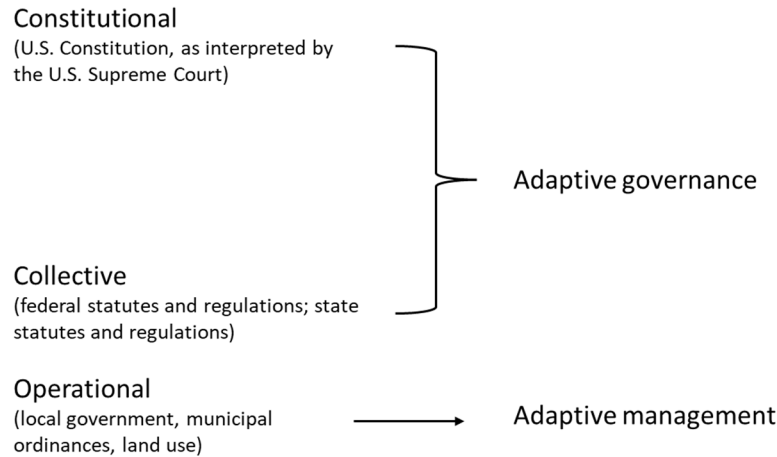 Constitutional
(U.S. Constitution, as interpreted by
the U.S. Supreme Court)
Adaptive governance
Collective
(federal statutes and regulations; state
statutes and regulations)
Operational
(local government, municipal
ordinances, land use)
Adaptive management